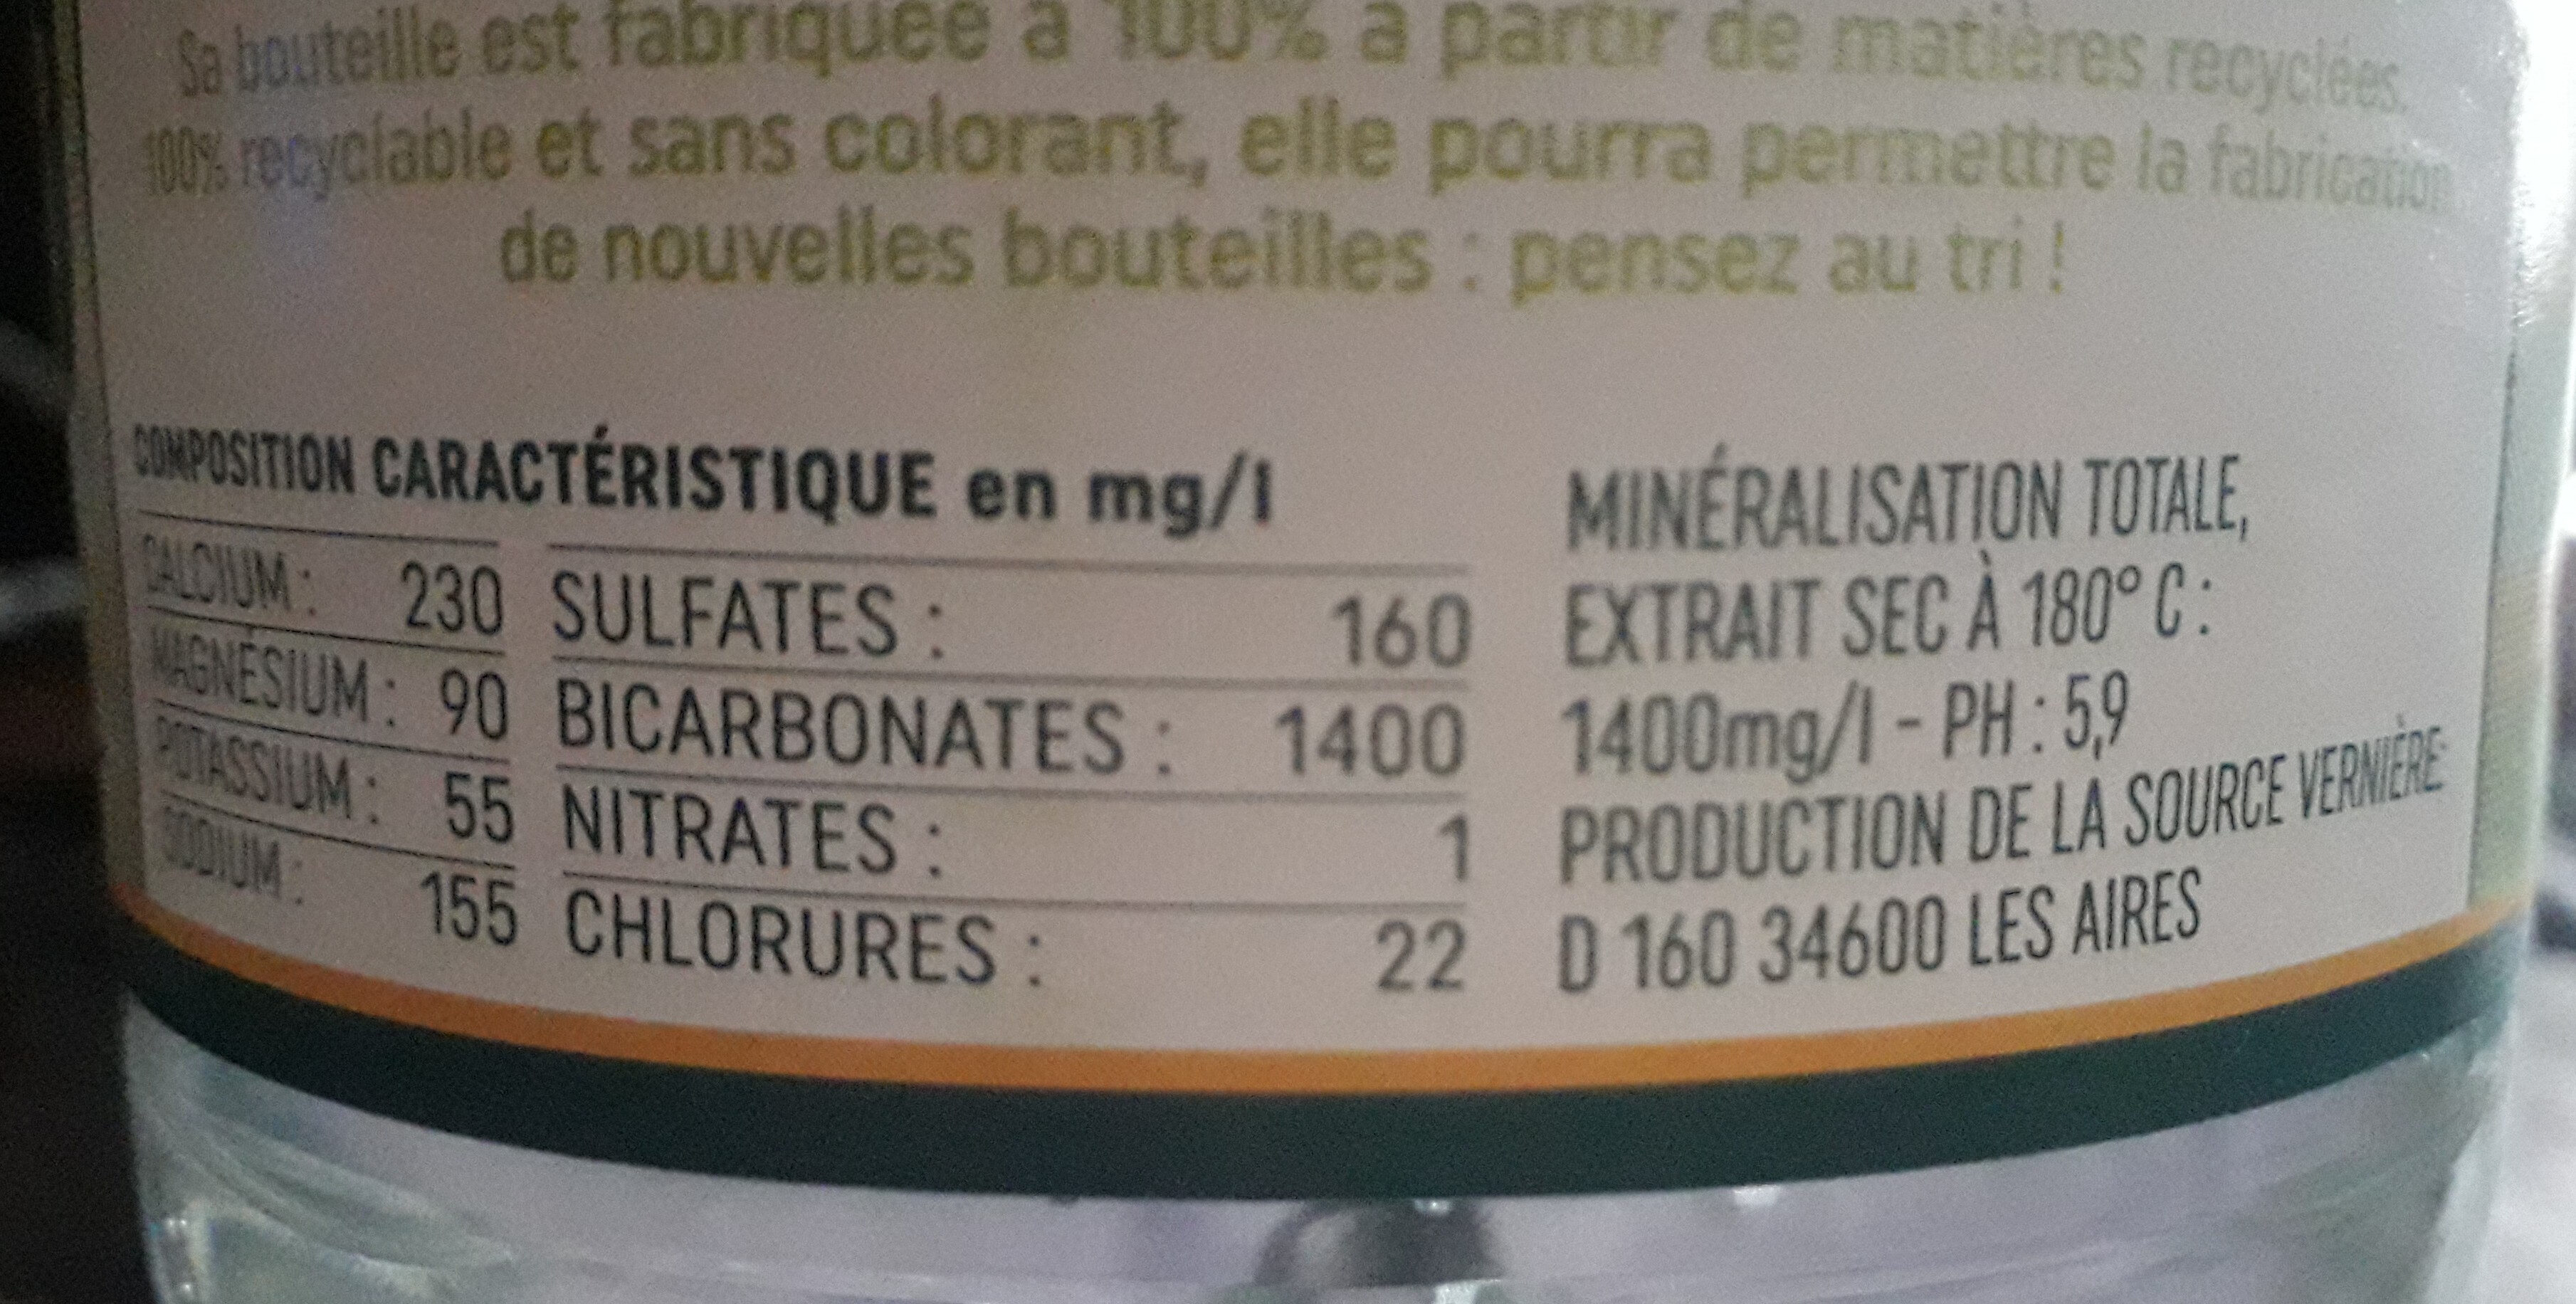 Sa bouteille est fabriquée à 100% à partir de matières recyclées.
100% recyclable et sans colorant, elle pourra permettre la fabrication
de nouvelles bouteilles : pensez au tri !
COMPOSITION CARACTÉRISTIQUE en mg/l
CALCIUM : 230 SULFATES : 160
MAGNÉSIUM : 90 BICARBONATES : 1400
POTASSIUM : 55 NITRATES : 1
SODIUM : 155 CHLORURES : 22
MINÉRALISATION TOTALE,
EXTRAIT SEC À 180° C :
1400mg/l - PH : 5,9
PRODUCTION DE LA SOURCE VERNIÈRE
D 160 34600 LES AIRES